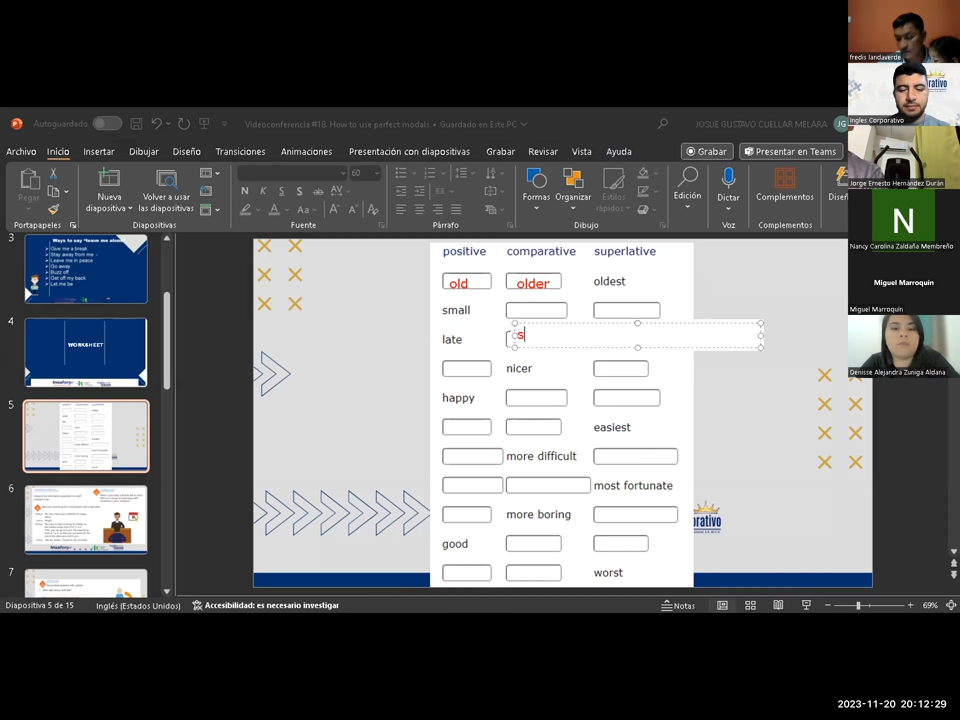 fredis landaverde
Ingles Corporativo
Jorge Ernesto Hernández Durán
N
Nancy Carolina Zaldaña Membreño
Miguel Marroquin
Miguel Marroquin
Denisse Alejandra Zuniga Aldana
Autoguardado
Videoconferencia #18. How to use perfect modals • Guardado en Este PC
JOSUE GUSTAVO CUELLAR MELARA
JG
Archivo Inicio Insertar Dibujar Diseño Transiciones Animaciones Presentación con diapositivas Grabar Revisar Vista Ayuda
Grabar
Presentar en Teams
Pegar
Nueva diapositiva
Volver a usar las diapositivas
60
N K S S AV
Aa A A
Formas
Organizar
Estilos rápidos
Edición
Dictar
Complementos
Portapapeles Diapositivas Fuente Párrafo Dibujo Voz Complementos
3
Ways to say "leave me alone"
Give me a break
Stay away from me
Leave me in peace
Go away
Buzz off
Get off my back
Let me be
4
WORKSHEET
5
6
7
positive comparative superlative
old older oldest
small
late s
nicer
happy
easiest
more difficult
most fortunate
more boring
good
worst
Diapositiva 5 de 15
Inglés (Estados Unidos)
Accesibilidad: es necesario investigar
Notas
69%
2023-11-20 20:12:29